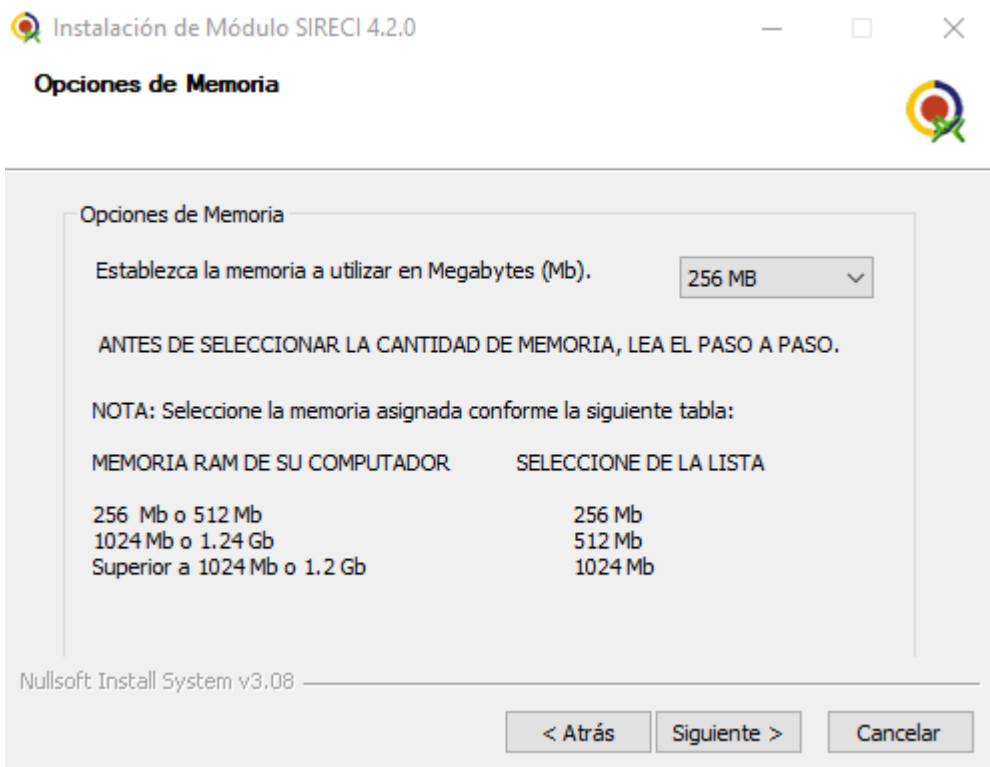 Instalación de Módulo SIRECI 4.2.0
Opciones de Memoria
Opciones de Memoria
Establezca la memoria a utilizar en Megabytes (Mb). 256 MB
ANTES DE SELECCIONAR LA CANTIDAD DE MEMORIA, LEA EL PASO A PASO.
NOTA: Seleccione la memoria asignada conforme la siguiente tabla:
MEMORIA RAM DE SU COMPUTADOR SELECCIONE DE LA LISTA
256 Mb o 512 Mb 256 Mb
1024 Mb o 1.24 Gb 512 Mb
Superior a 1024 Mb o 1.2 Gb 1024 Mb
Nullsoft Install System v3.08
< Atrás Siguiente > Cancelar